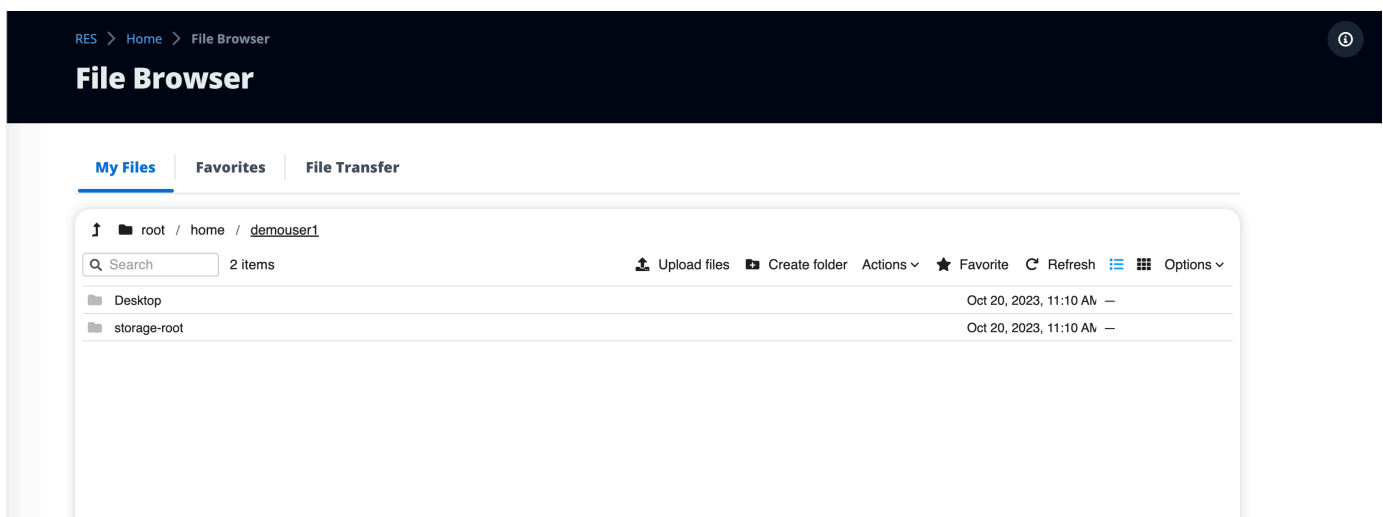 RES > Home > File Browser
File Browser
My Files Favorites File Transfer
root / home / demouser1
Search 2 items Upload files Create folder Actions Favorite Refresh Options
Desktop Oct 20, 2023, 11:10 AM —
storage-root Oct 20, 2023, 11:10 AM —